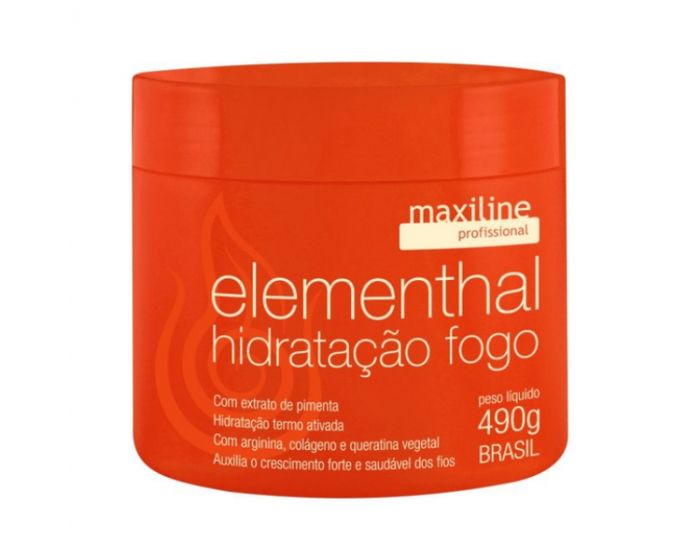 maxiline
profissional
elementhal
hidratação fogo
Com extrato de pimenta
Hidratação termo ativada
Com arginina, colágeno e queratina vegetal
Auxilia o crescimento forte e saudável dos fios
peso líquido
490g
BRASIL